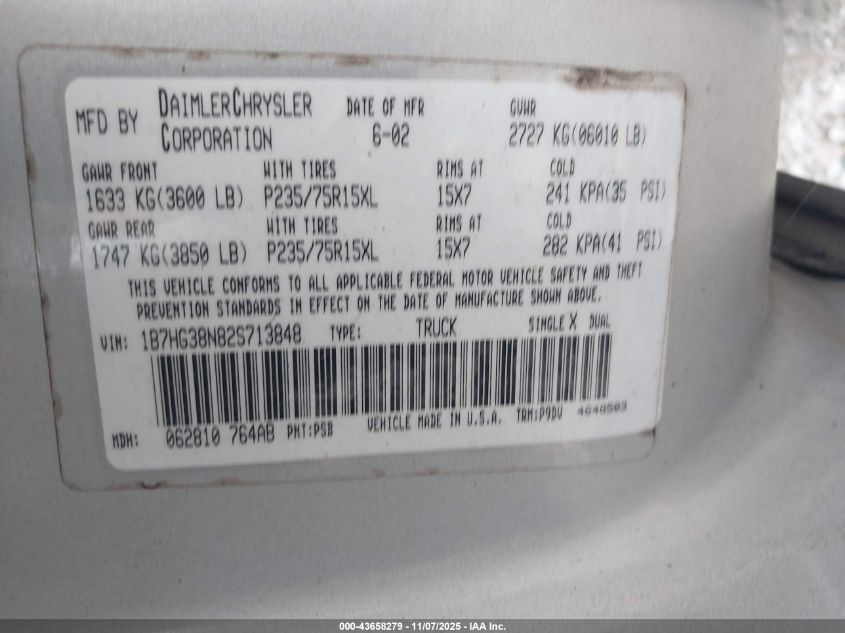 MFD BY DAIMLERCHRYSLER CORPORATION DATE OF MFR 6-02 GVWR 2727 KG(06010 LB)
GAWR FRONT WITH TIRES RIMS AT COLD
1633 KG(3600 LB) P235/75R15XL 15X7 241 KPA(35 PSI)
GAWR REAR WITH TIRES RIMS AT COLD
1747 KG(3850 LB) P235/75R15XL 15X7 282 KPA(41 PSI)
THIS VEHICLE CONFORMS TO ALL APPLICABLE FEDERAL MOTOR VEHICLE SAFETY AND THEFT
PREVENTION STANDARDS IN EFFECT ON THE DATE OF MANUFACTURE SHOWN ABOVE.
VIN: 1B7HG38N82S713848 TYPE: TRUCK SINGLE X DUAL
MDH: 062810 764AB PNT:PSB VEHICLE MADE IN U.S.A. TRM:P9DV 4648503
000-43658279 - 11/07/2025 - IAA Inc.